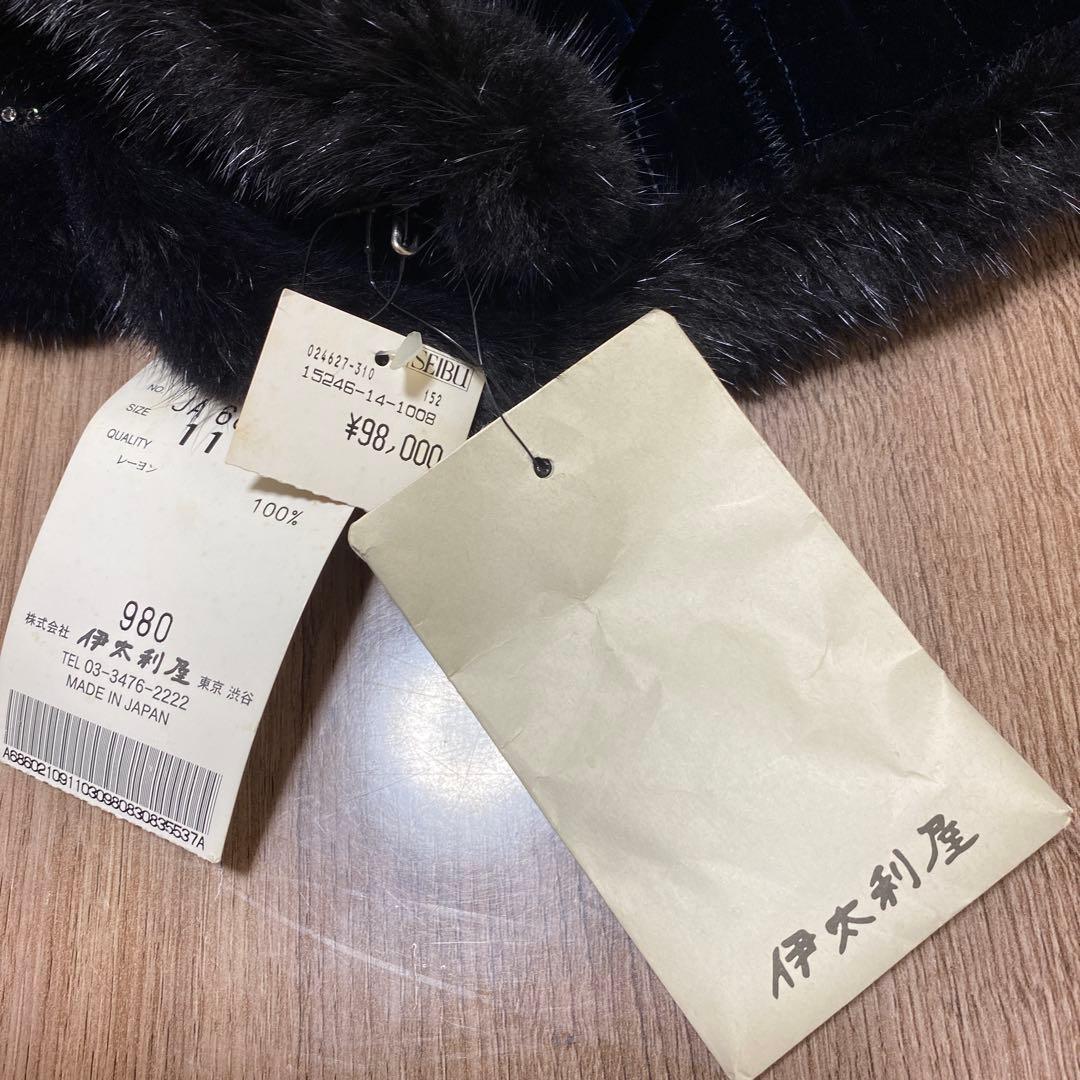 SEIBU
024627-310
152
15246-14-1008
¥98,000
NO.
SIZE 11
QUALITY
レーヨン
100%
980
株式会社 伊太利屋 東京 渋谷
TEL 03-3476-2222
MADE IN JAPAN
A68602109110309808308355​37A
伊太利屋